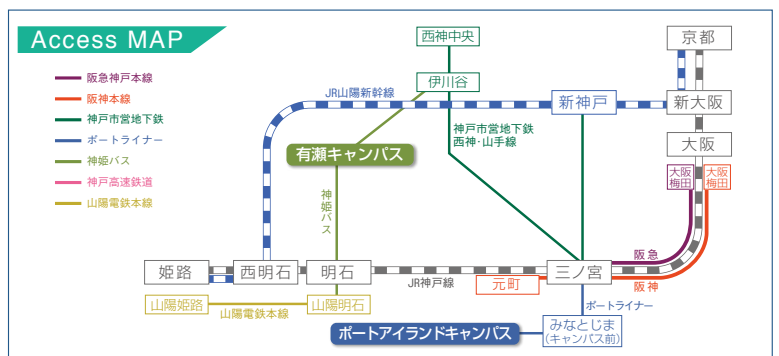 Access MAP
阪急神戸本線
阪神本線
神戸市営地下鉄
ポートライナー
神姫バス
神戸高速鉄道
山陽電鉄本線
西神中央
伊川谷
京都
JR山陽新幹線
新神戸
新大阪
神戸市営地下鉄
西神・山手線
大阪
有瀬キャンパス
大阪
梅田
大阪
梅田
神姫バス
阪急
姫路
西明石
明石
三ノ宮
JR神戸線
元町
阪神
山陽姫路
山陽電鉄本線
山陽明石
ポートライナー
ポートアイランドキャンパス
みなとじま
(キャンパス前)